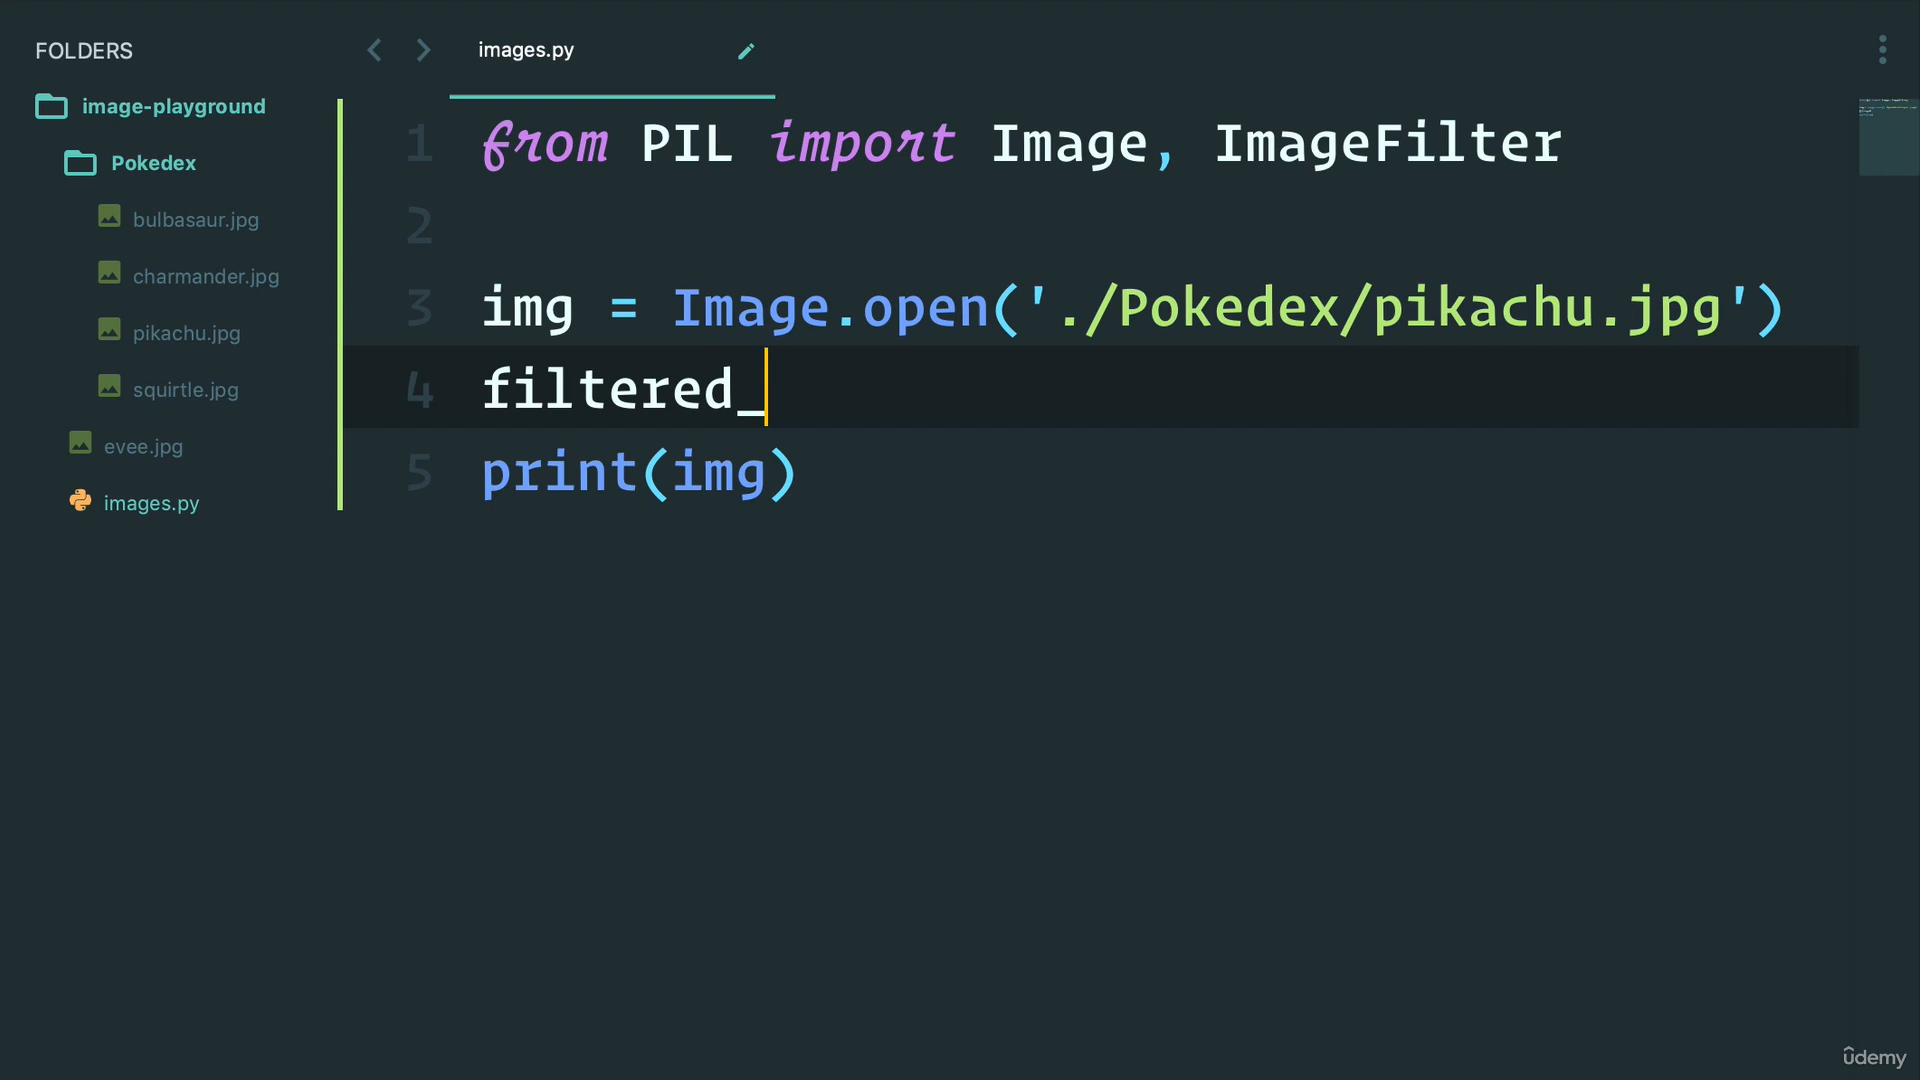 FOLDERS
image-playground
Pokedex
bulbasaur.jpg
charmander.jpg
pikachu.jpg
squirtle.jpg
evee.jpg
images.py
images.py
1 from PIL import Image, ImageFilter
2
3 img = Image.open('./Pokedex/pikachu.jpg')
4 filtered_
5 print(img)
ûdemy